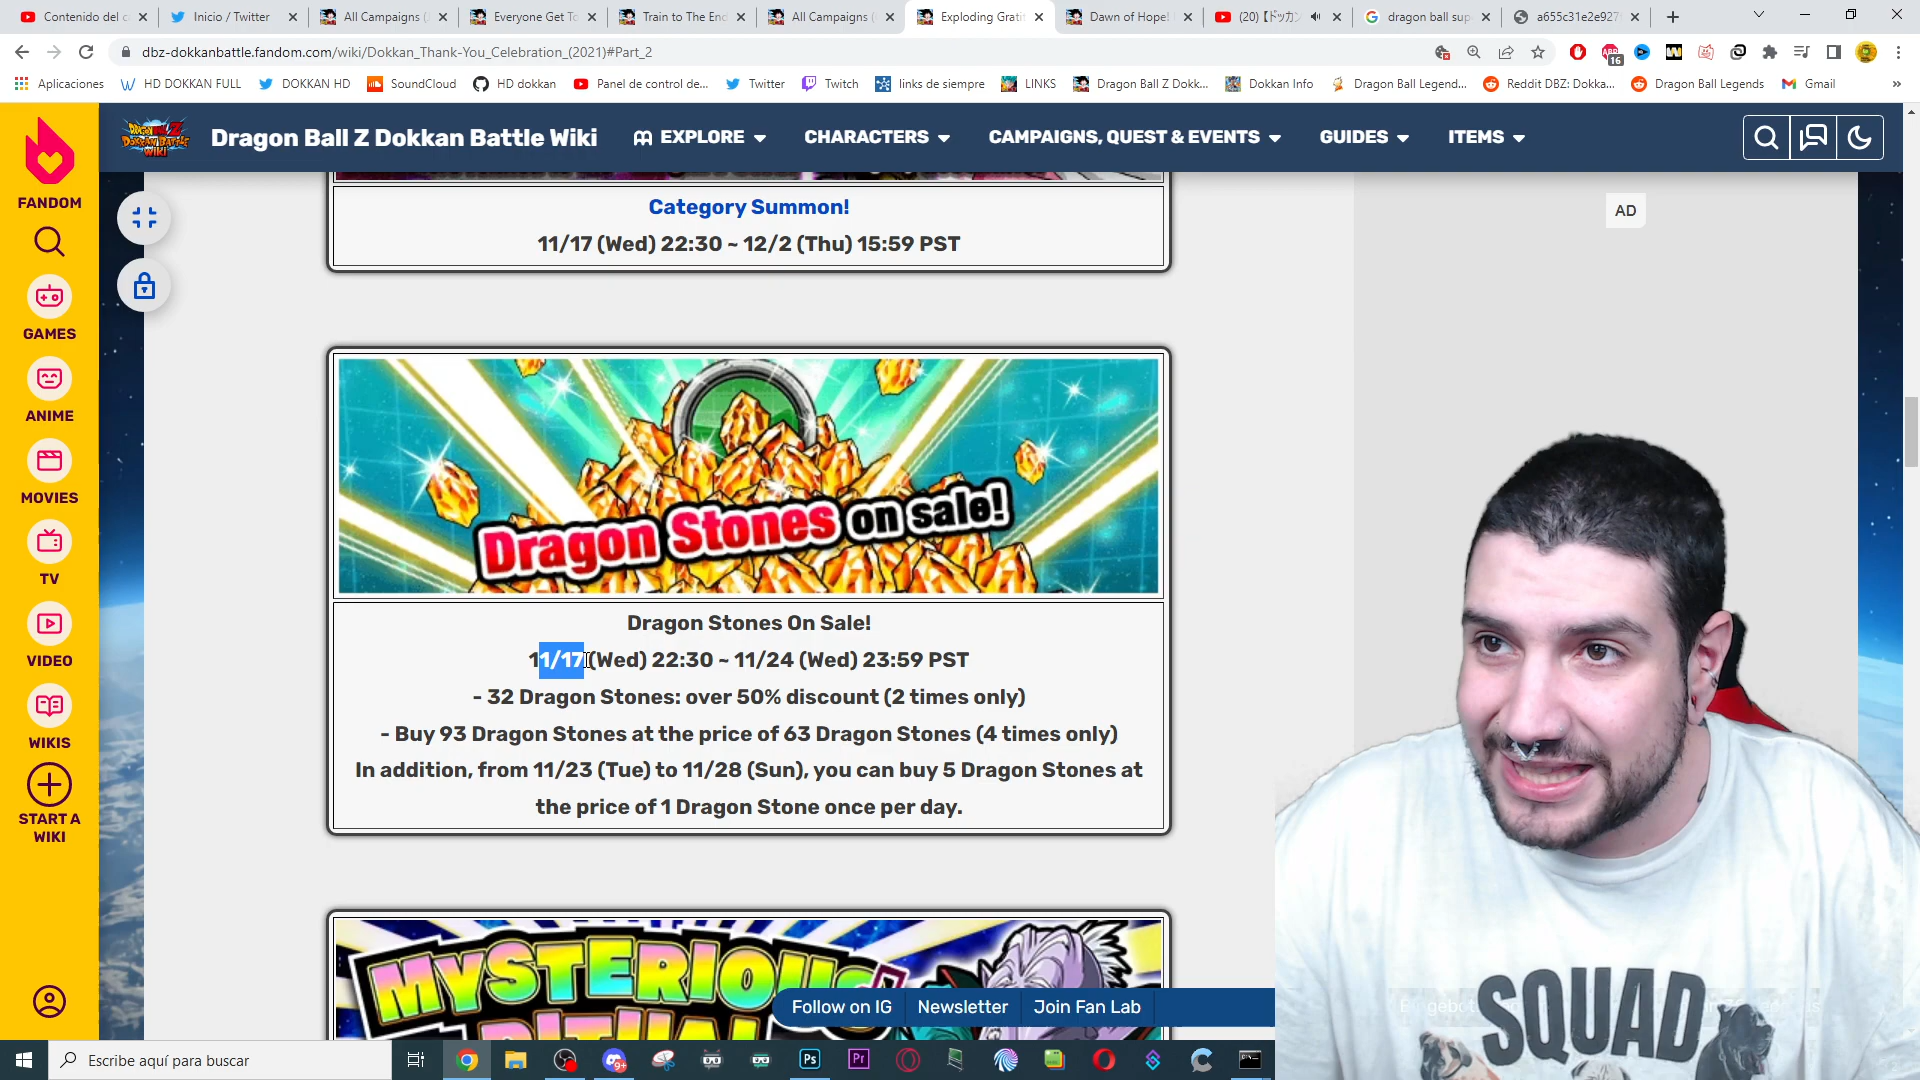 Contenido del c
Inicio / Twitter
All Campaigns (
Everyone Get To
Train to The End
All Campaigns (
Exploding Grati
Dawn of Hope!
(20)【ドッカン
dragon ball sup
a655c31e2e927
dbz-dokkanbattle.fandom.com/wiki/Dokkan_Thank-You_Celebration_(2021)#Part_2
16
Aplicaciones
HD DOKKAN FULL
DOKKAN HD
SoundCloud
HD dokkan
Panel de control de...
Twitter
Twitch
links de siempre
LINKS
Dragon Ball Z Dokk...
Dokkan Info
Dragon Ball Legend...
Reddit DBZ: Dokka...
Dragon Ball Legends
Gmail
»
Dragon Ball Z Dokkan Battle Wiki
EXPLORE
CHARACTERS
CAMPAIGNS, QUEST & EVENTS
GUIDES
ITEMS
FANDOM
GAMES
ANIME
MOVIES
TV
VIDEO
WIKIS
START A
WIKI
AD
Category Summon!
11/17 (Wed) 22:30 ~ 12/2 (Thu) 15:59 PST
Dragon Stones on sale!
Dragon Stones On Sale!
11/17 (Wed) 22:30 ~ 11/24 (Wed) 23:59 PST
- 32 Dragon Stones: over 50% discount (2 times only)
- Buy 93 Dragon Stones at the price of 63 Dragon Stones (4 times only)
In addition, from 11/23 (Tue) to 11/28 (Sun), you can buy 5 Dragon Stones at
the price of 1 Dragon Stone once per day.
MYSTERIOUS
RITUAL
Follow on IG
Newsletter
Join Fan Lab
SQUAD
Escribe aquí para buscar
9+
Ps
Pr